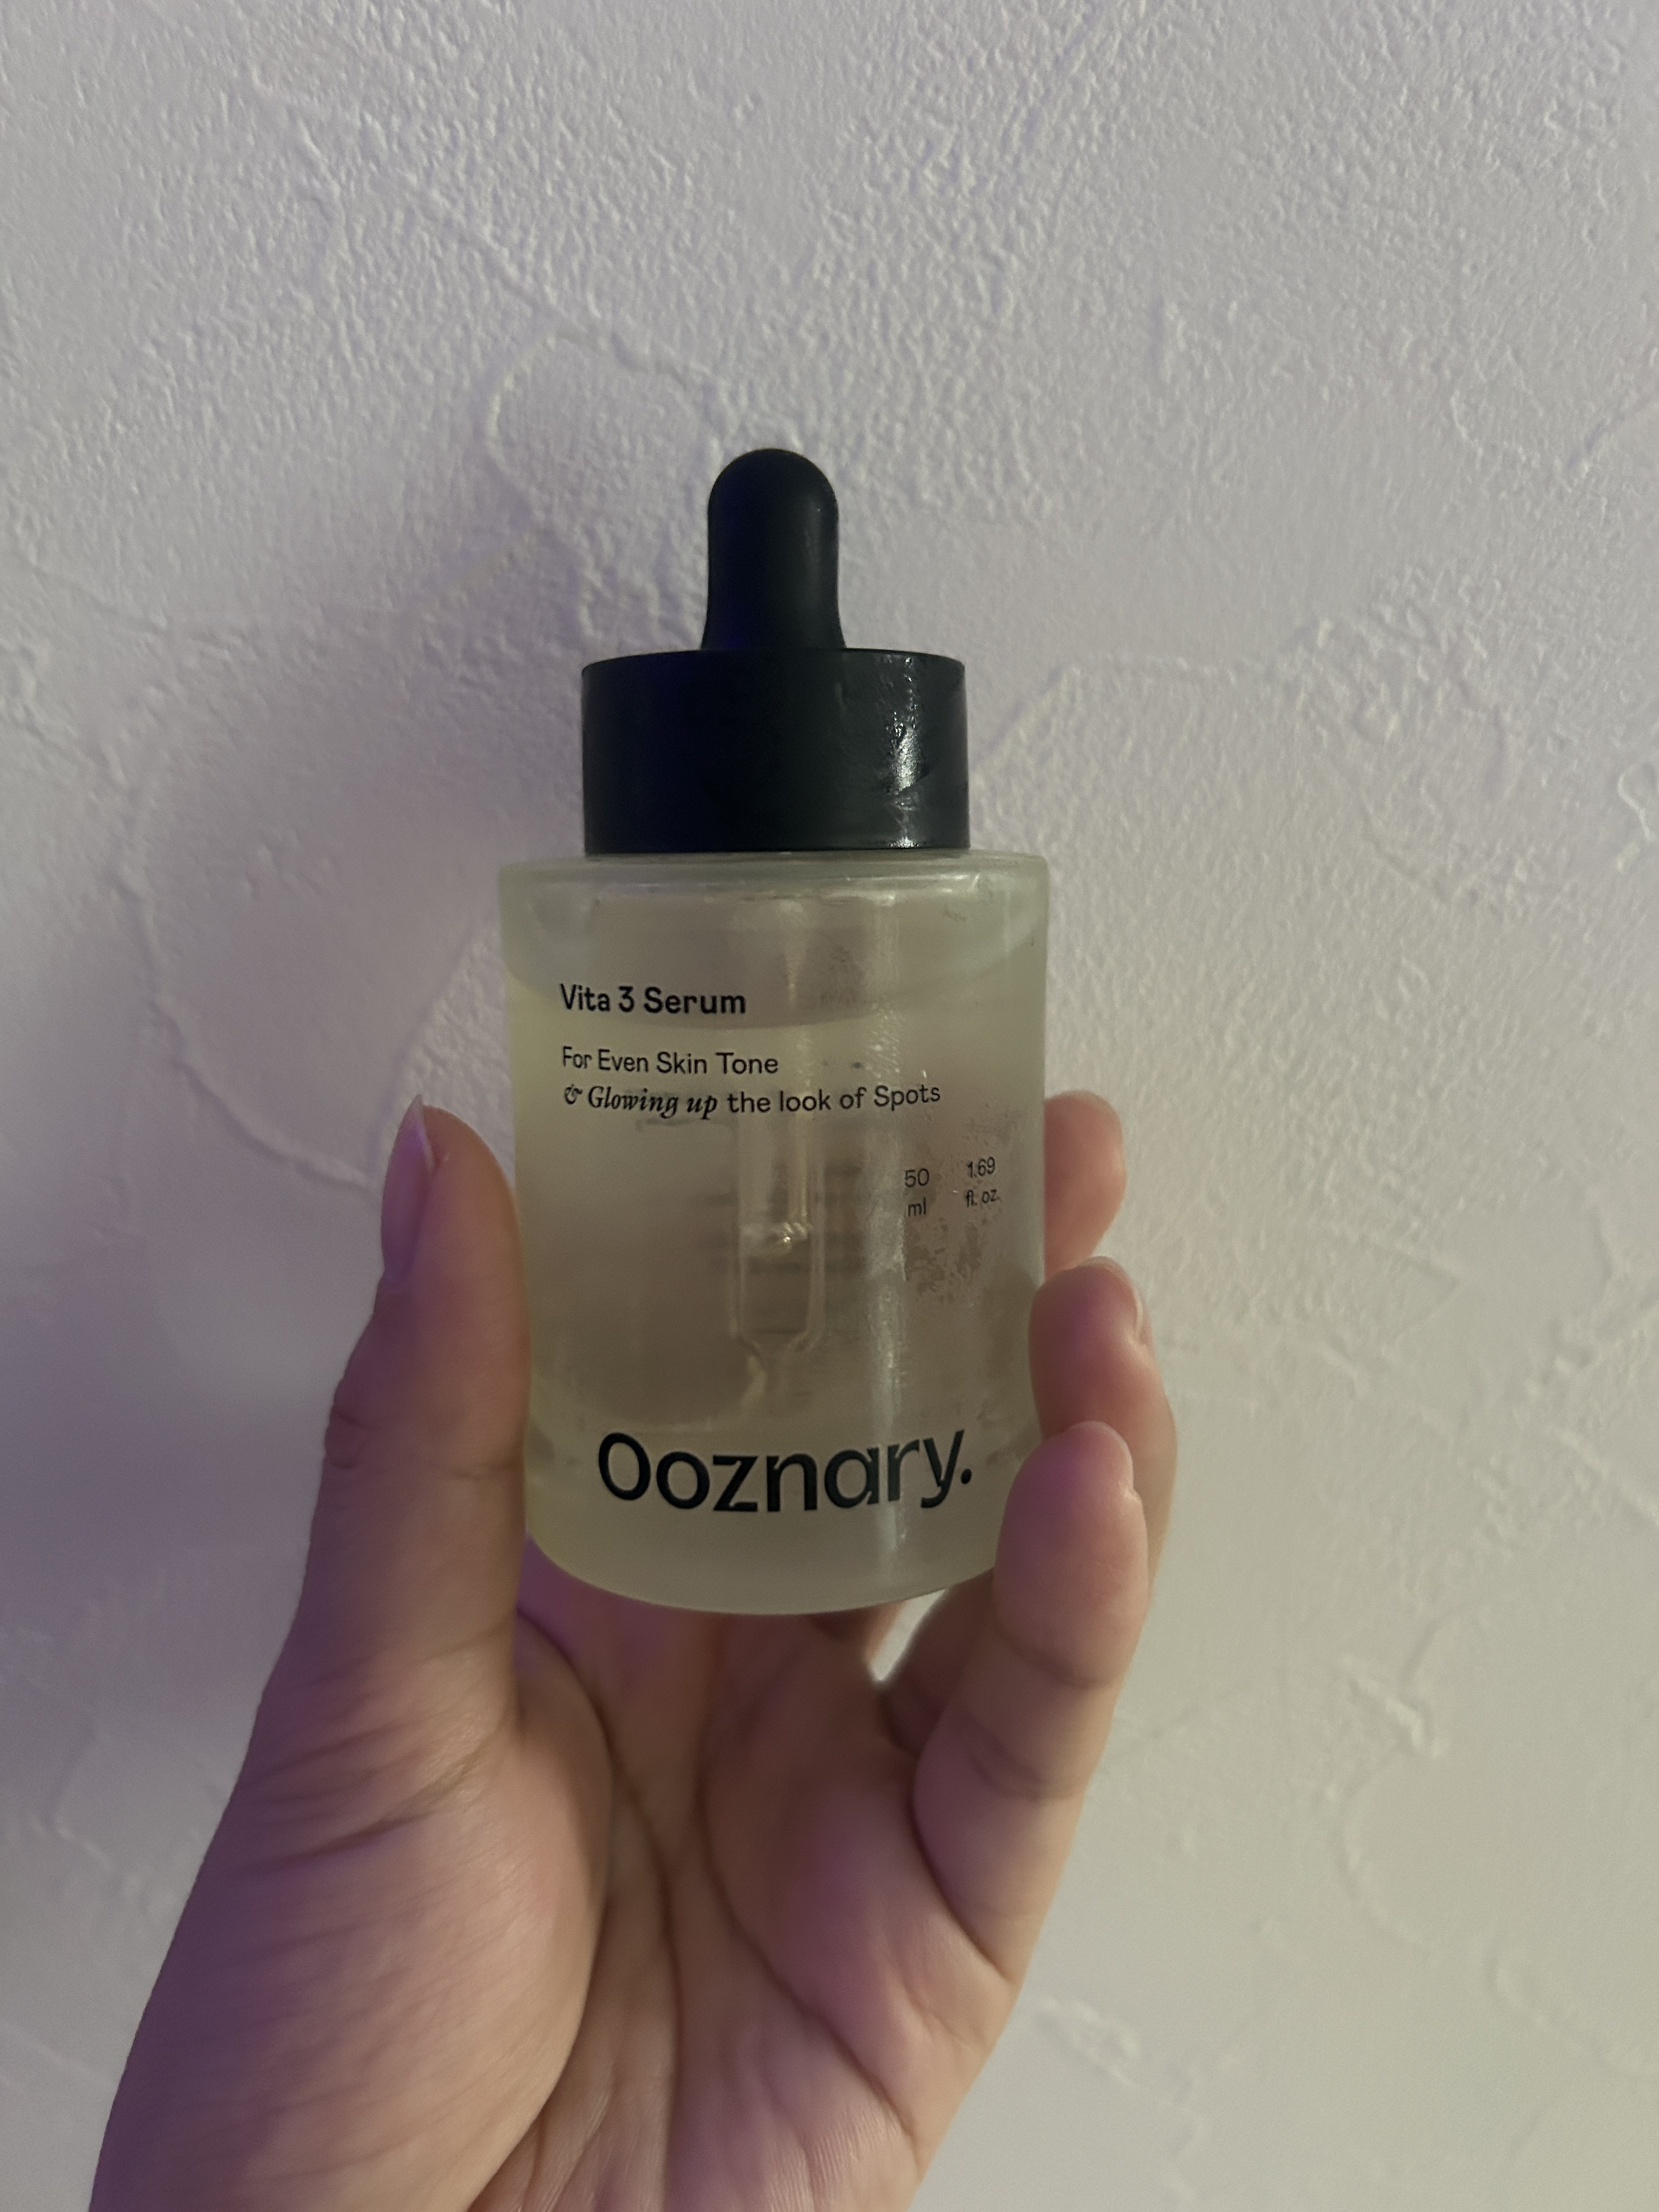 Vita 3 Serum
For Even Skin Tone
& Glowing up the look of Spots
50 ml
1.69 fl. oz.
Ooznary.